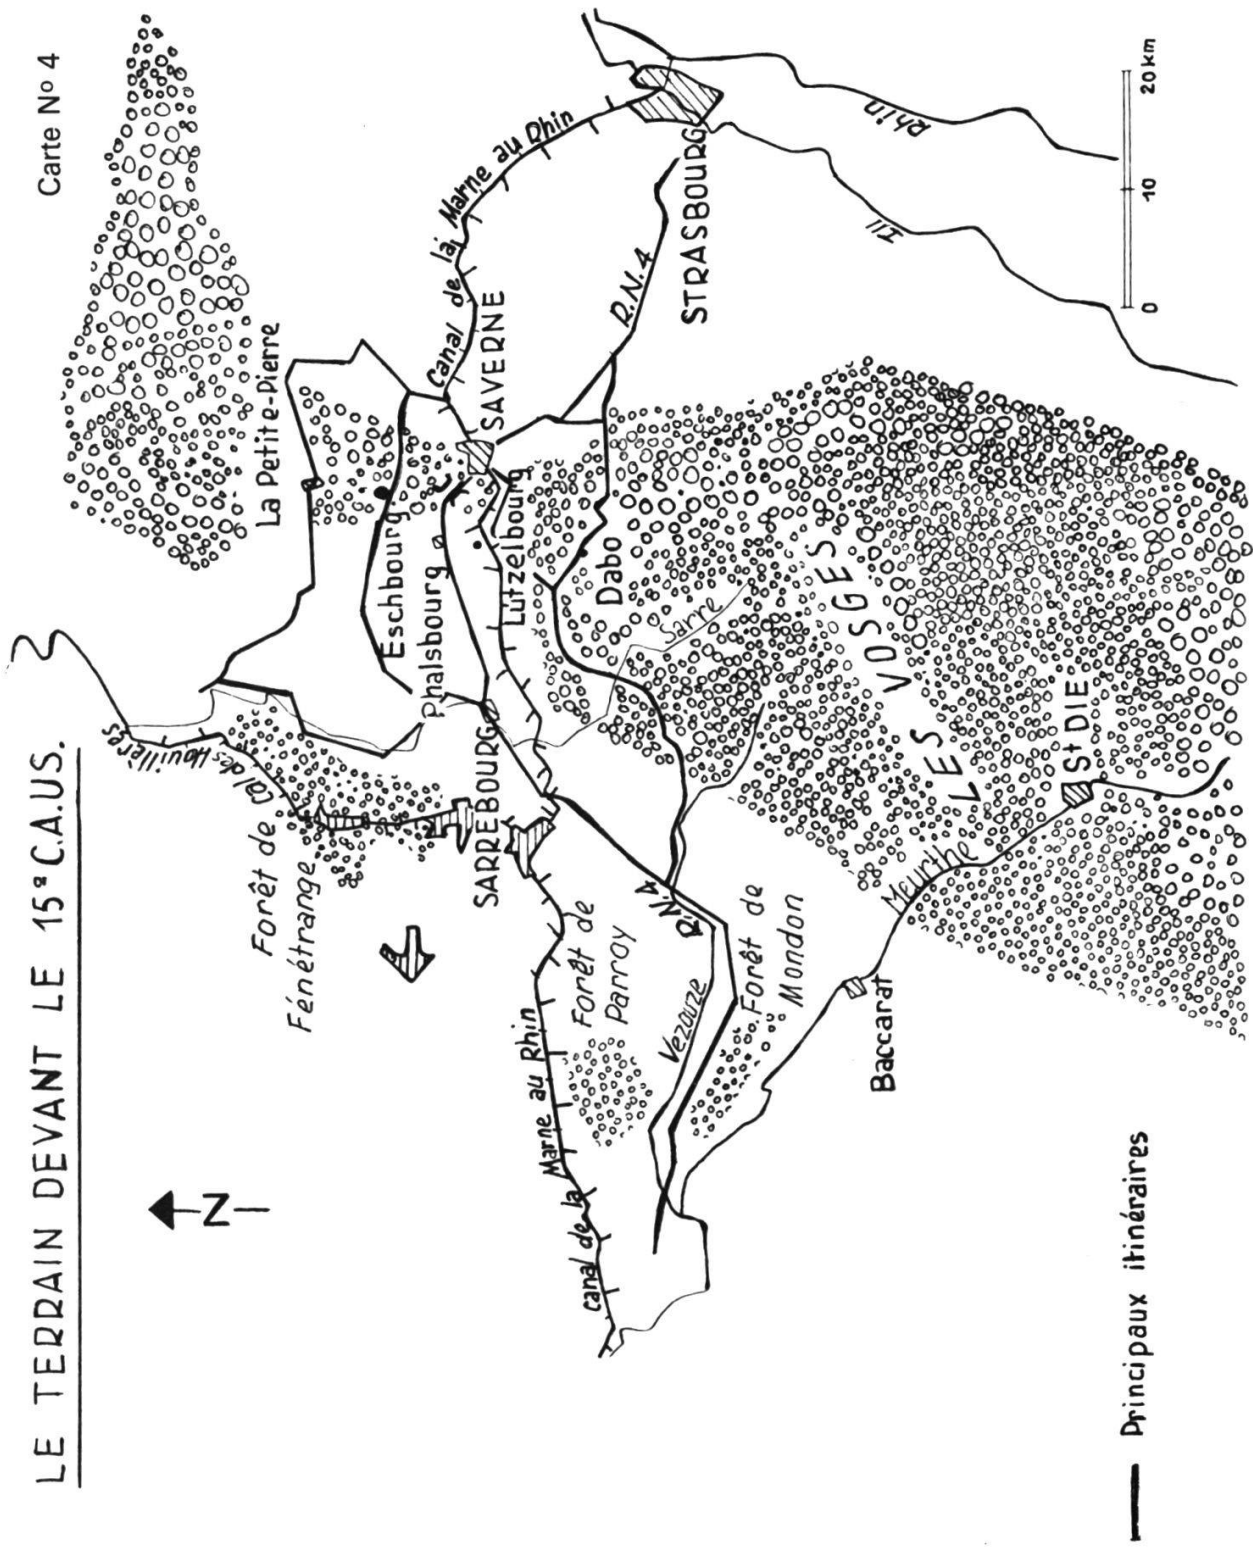 LE TERRAIN DEVANT LE 15e C.A.US.
Carte No 4
N
Cal des Houillères
Forêt de
Fénétrange
La Petite-Pierre
Eschbourg
Phalsbourg
SARREBOURG
Lutzelbourg
SAVERNE
Canal de la Marne au Rhin
R.N.4
STRASBOURG
Dabo
Sarre
canal de la Marne au Rhin
Forêt de
Parroy
R.N.4
Vezouze
Forêt de
Mondon
Baccarat
Meurthe
LES VOSGES
St DIE
Ill
Rhin
0 10 20 km
Principaux itinéraires